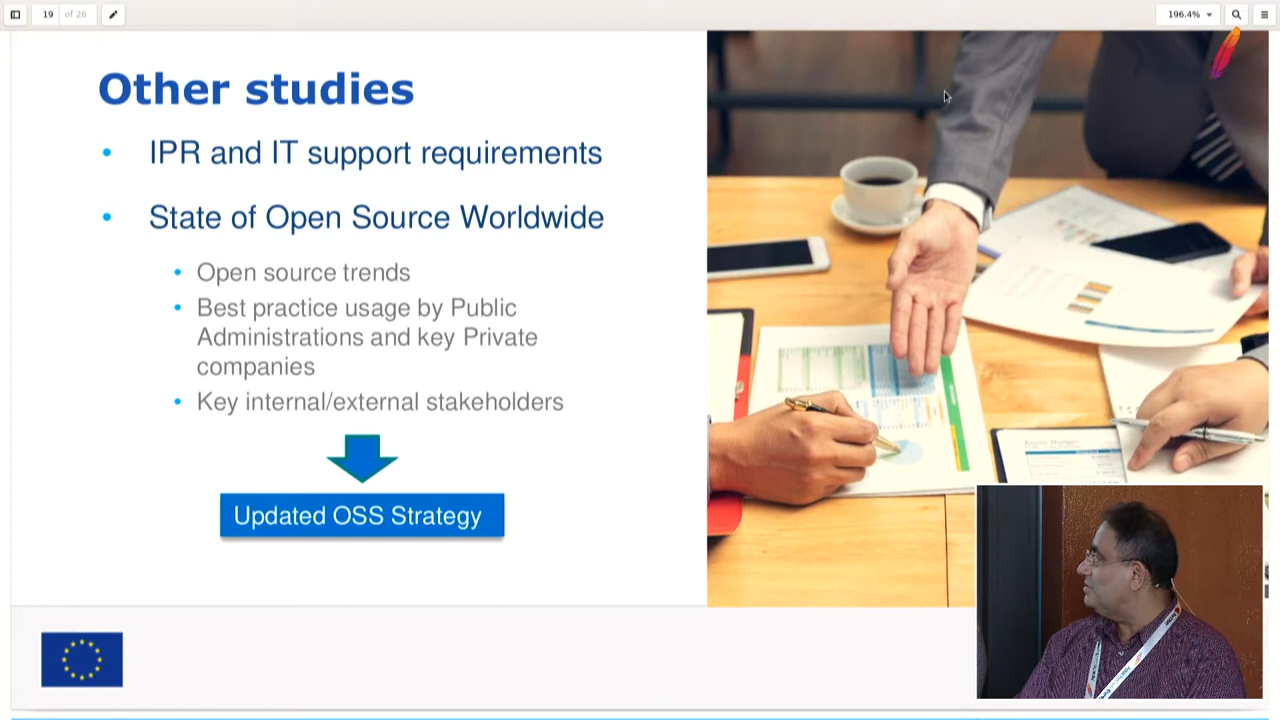 19 of 26
196.4%
Other studies
• IPR and IT support requirements
• State of Open Source Worldwide
• Open source trends
• Best practice usage by Public
Administrations and key Private
companies
• Key internal/external stakeholders
Updated OSS Strategy